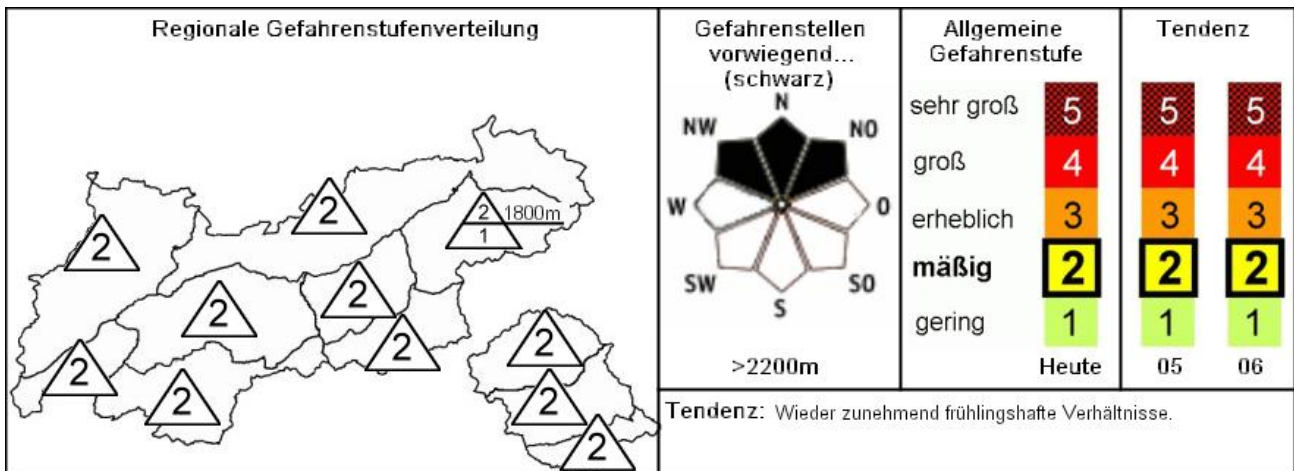 Regionale Gefahrenstufenverteilung
2
2
2
1800m
1
2
2
2
2
2
2
2
2
Gefahrenstellen
vorwiegend...
(schwarz)
N
NW
NO
W
O
SW
SO
S
>2200m
Allgemeine
Gefahrenstufe
sehr groß 5
groß 4
erheblich 3
mäßig 2
gering 1
Heute
Tendenz
5 5
4 4
3 3
2 2
1 1
05 06
Tendenz: Wieder zunehmend frühlingshafte Verhältnisse.